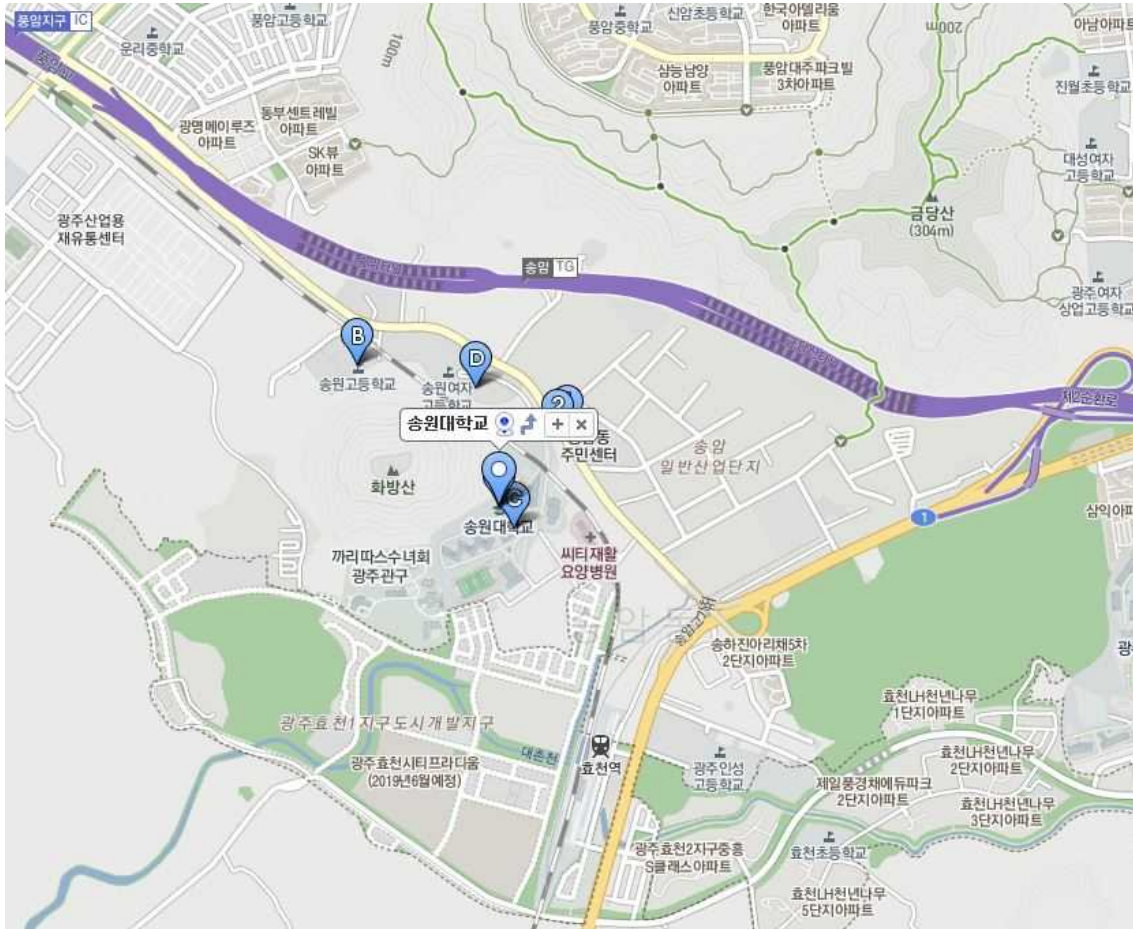 풍암지구 IC
풍암고등학교
운리중학교
100m
신암초등학교
풍암중학교
한국아델리움
아파트
200m
아남아파트
삼능남양
아파트
풍암대주파크빌
3차아파트
진월초등학교
동부센트레빌
아파트
광명메이루즈
아파트
SK뷰
아파트
대성여자
고등학교
금당산
(304m)
광주산업용
재유통센터
송암 TG
광주여자
상업고등학교
B
D
송원고등학교
송원여자
고등학교
2
제2순환로
송원대학교
주민센터
송암
일반산업단지
화방산
C
송원대학교
1
삼익아파
씨티재활
요양병원
까리따스수녀회
광주관구
송암고가
송하진아리채5차
2단지아파트
효천LH천년나무
1단지아파트
광주효천1지구도시개발지구
대촌천
효천역
광주효천시티프라디움
(2019년6월예정)
광주인성
고등학교
효천LH천년나무
2단지아파트
제일풍경채에듀파크
2단지아파트
효천LH천년나무
3단지아파트
광주효천2지구중흥
S클래스아파트
효천초등학교
효천LH천년나무
5단지아파트